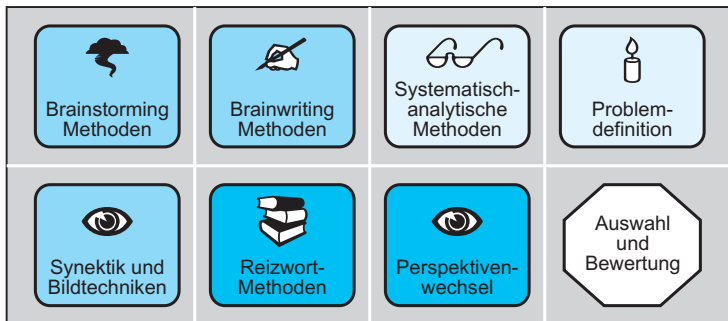 Brainstorming
Methoden
Brainwriting
Methoden
Systematisch-
analytische
Methoden
Problem-
definition
Synektik und
Bildtechniken
Reizwort-
Methoden
Perspektiven-
wechsel
Auswahl
und
Bewertung